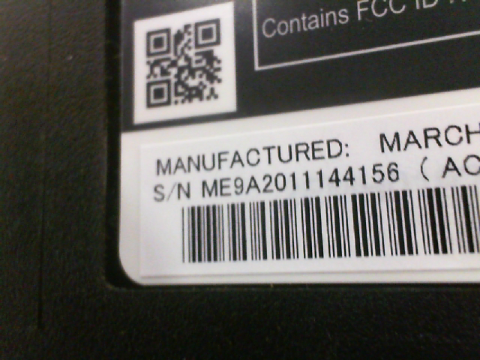 Contains FCC ID
MANUFACTURED: MARCH
S/N ME9A2011144156 ( AC